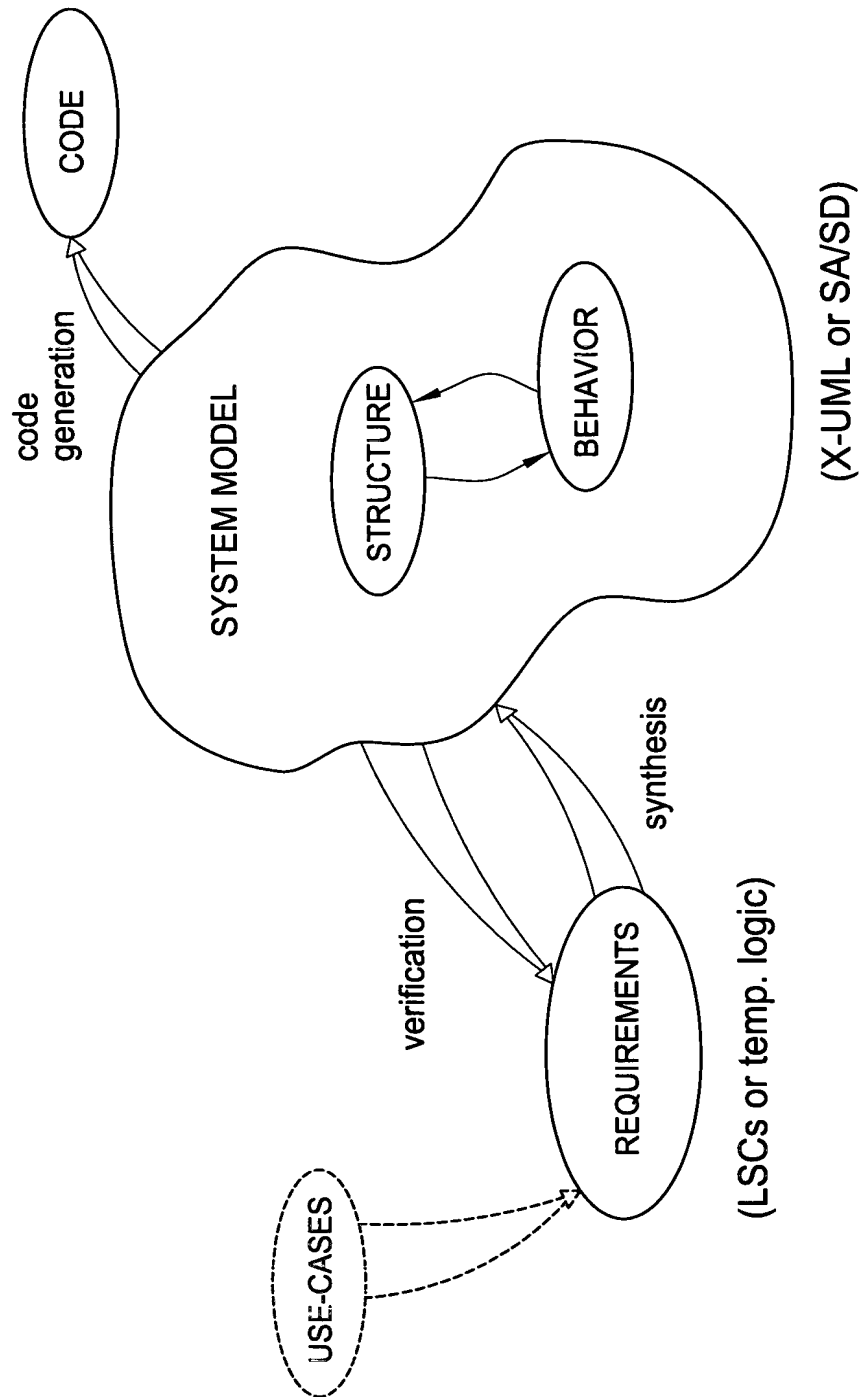 USE-CASES
REQUIREMENTS
(LSCs or temp. logic)
verification
synthesis
SYSTEM MODEL
STRUCTURE
BEHAVIOR
(X-UML or SA/SD)
code
generation
CODE